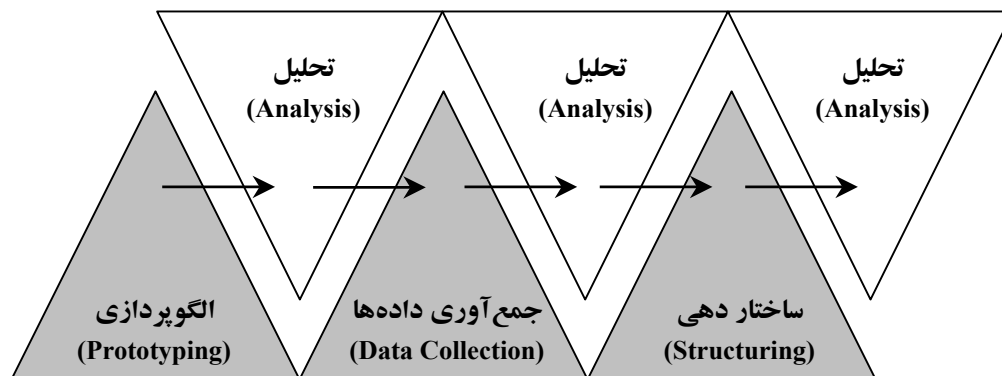 تحلیل
(Analysis)
تحلیل
(Analysis)
تحلیل
(Analysis)
الگوپردازی
(Prototyping)
جمع‌آوری داده‌ها
(Data Collection)
ساختار دهی
(Structuring)